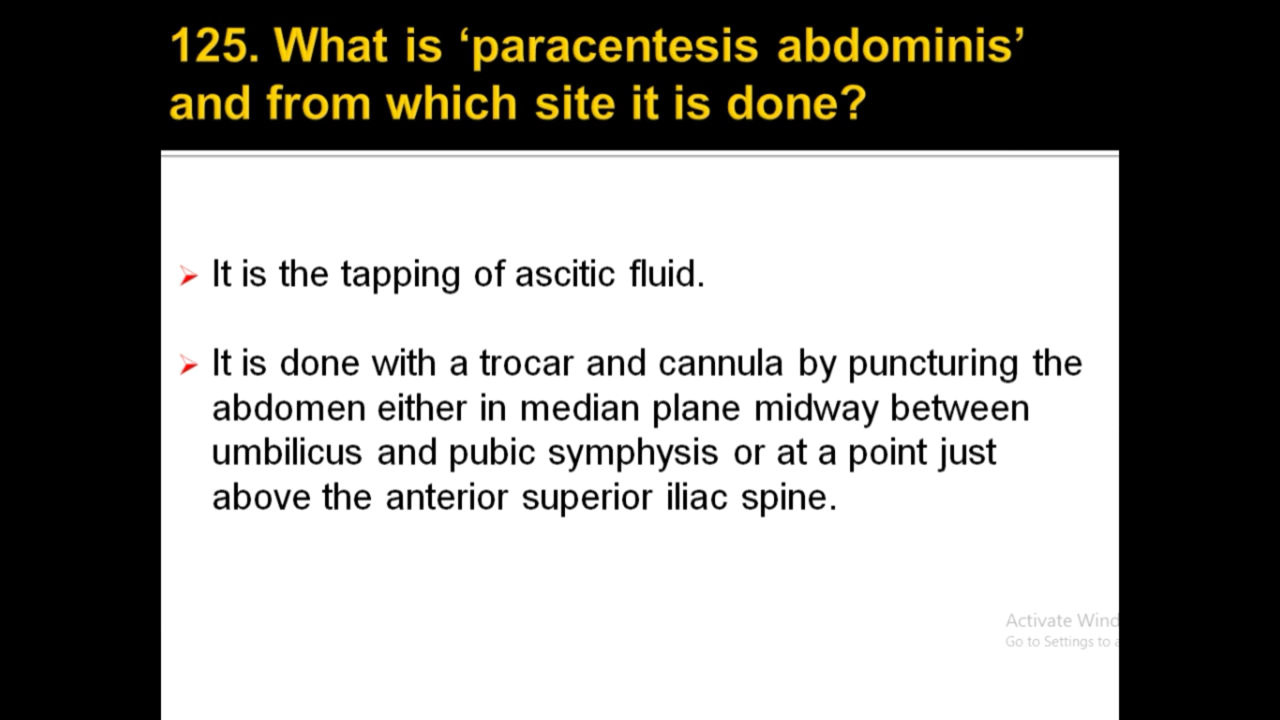 125. What is ‘paracentesis abdominis’
and from which site it is done?
It is the tapping of ascitic fluid.
It is done with a trocar and cannula by puncturing the
abdomen either in median plane midway between
umbilicus and pubic symphysis or at a point just
above the anterior superior iliac spine.
Activate Wind
Go to Settings to a